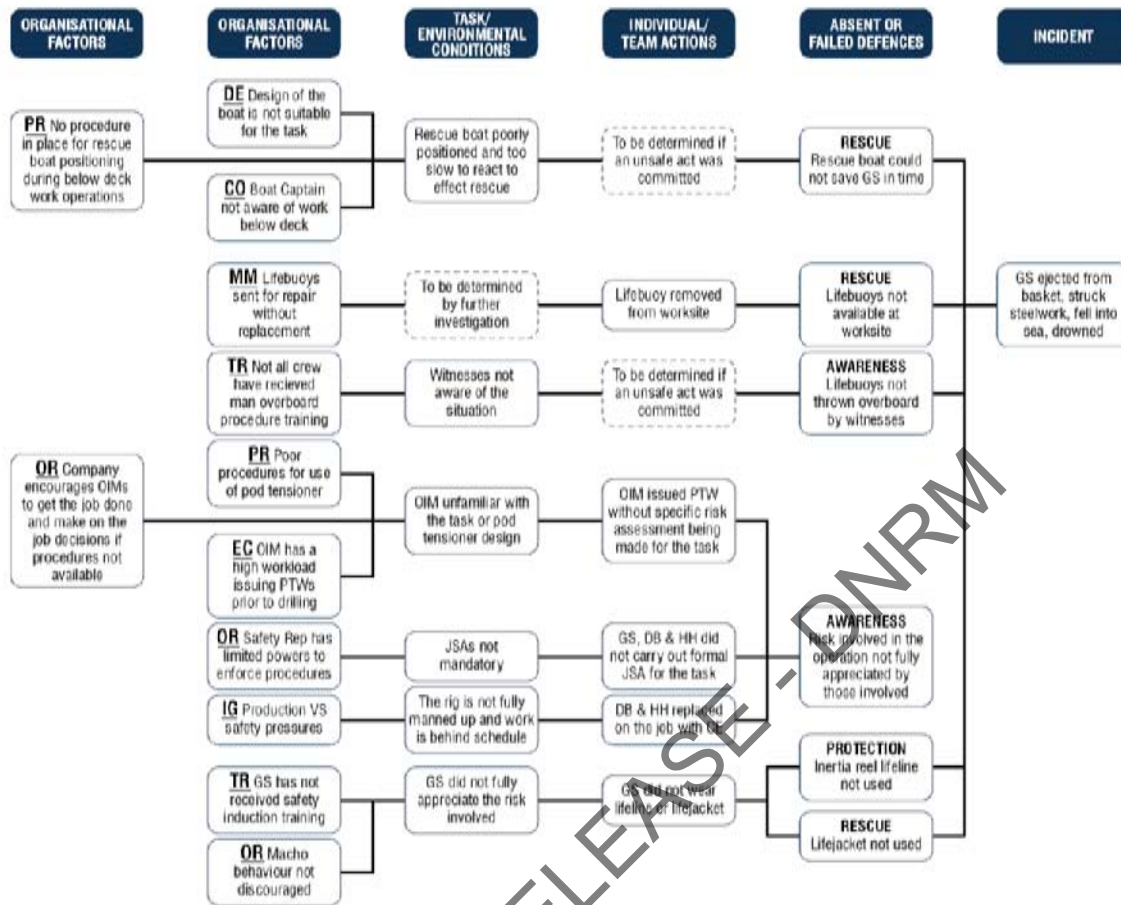 ORGANISATIONAL
FACTORS
ORGANISATIONAL
FACTORS
TASK/
ENVIRONMENTAL
CONDITIONS
INDIVIDUAL/
TEAM ACTIONS
ABSENT OR
FAILED DEFENCES
INCIDENT
PR No procedure
in place for rescue
boat positioning
during below deck
work operations
DE Design of the
boat is not suitable
for the task
CO Boat Captain
not aware of work
below deck
Rescue boat poorly
positioned and too
slow to react to
effect rescue
To be determined if
an unsafe act was
committed
RESCUE
Rescue boat could
not save GS in time
MM Lifebuoys
sent for repair
without
replacement
To be determined
by further
investigation
Lifebuoy removed
from worksite
RESCUE
Lifebuoys not
available at
worksite
GS ejected from
basket, struck
steelwork, fell into
sea, drowned
TR Not all crew
have recieved
man overboard
procedure training
Witnesses not
aware of the
situation
To be determined if
an unsafe act was
committed
AWARENESS
Lifebuoys not
thrown overboard
by witnesses
OR Company
encourages OIMs
to get the job done
and make on the
job decisions if
procedures not
available
PR Poor
procedures for use
of pod tensioner
EC OIM has a
high workload
issuing PTWs
prior to drilling
OIM unfamiliar with
the task or pod
tensioner design
OIM issued PTW
without specific risk
assessment being
made for the task
OR Safety Rep has
limited powers to
enforce procedures
JSAs not
mandatory
GS, DB & HH did
not carry out formal
JSA for the task
AWARENESS
Risk involved in the
operation not fully
appreciated by
those involved
IG Production VS
safety pressures
The rig is not fully
manned up and work
is behind schedule
DB & HH replaced
on the job with CE
TR GS has not
received safety
induction training
OR Macho
behaviour not
discouraged
GS did not fully
appreciate the risk
involved
GS did not wear
lifeline or lifejacket
PROTECTION
Inertia reel lifeline
not used
RESCUE
Lifejacket not used
ELEASE - DNRM